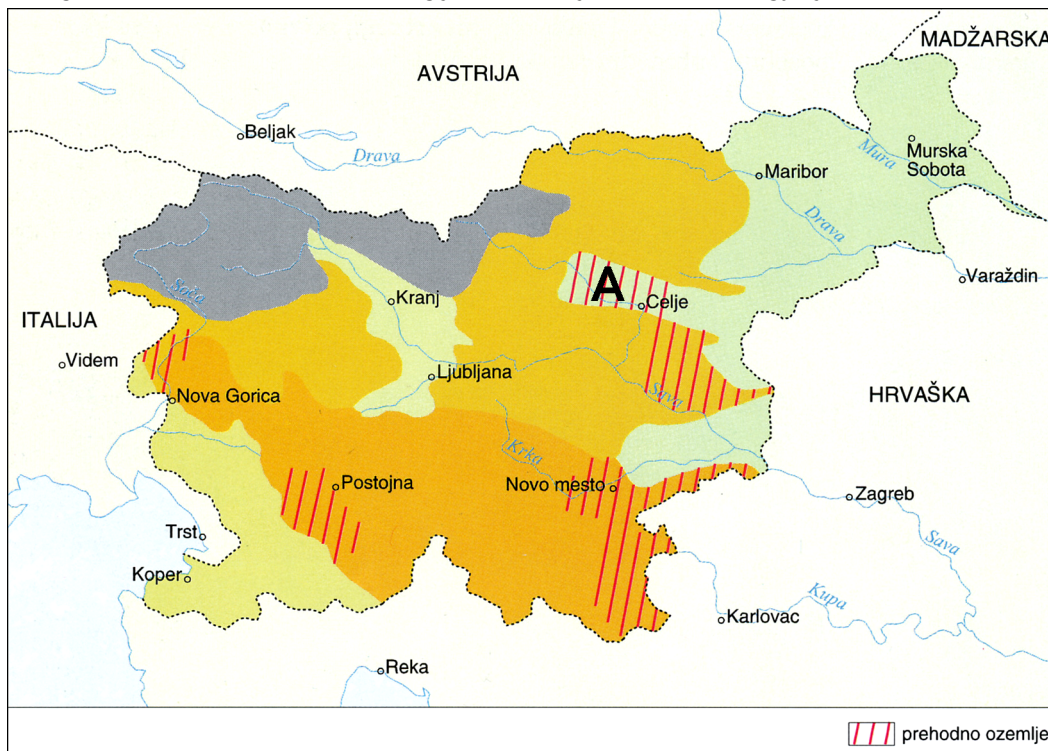 MADŽARSKA
AVSTRIJA
Beljak
Drava
Mura
Murska
Sobota
Maribor
Drava
Varaždin
Soča
Kranj
A
Celje
ITALIJA
Videm
Ljubljana
Nova Gorica
Sava
HRVAŠKA
Krka
Postojna
Novo mesto
Zagreb
Trst
Sava
Koper
Kupa
Karlovac
Reka
prehodno ozemlje